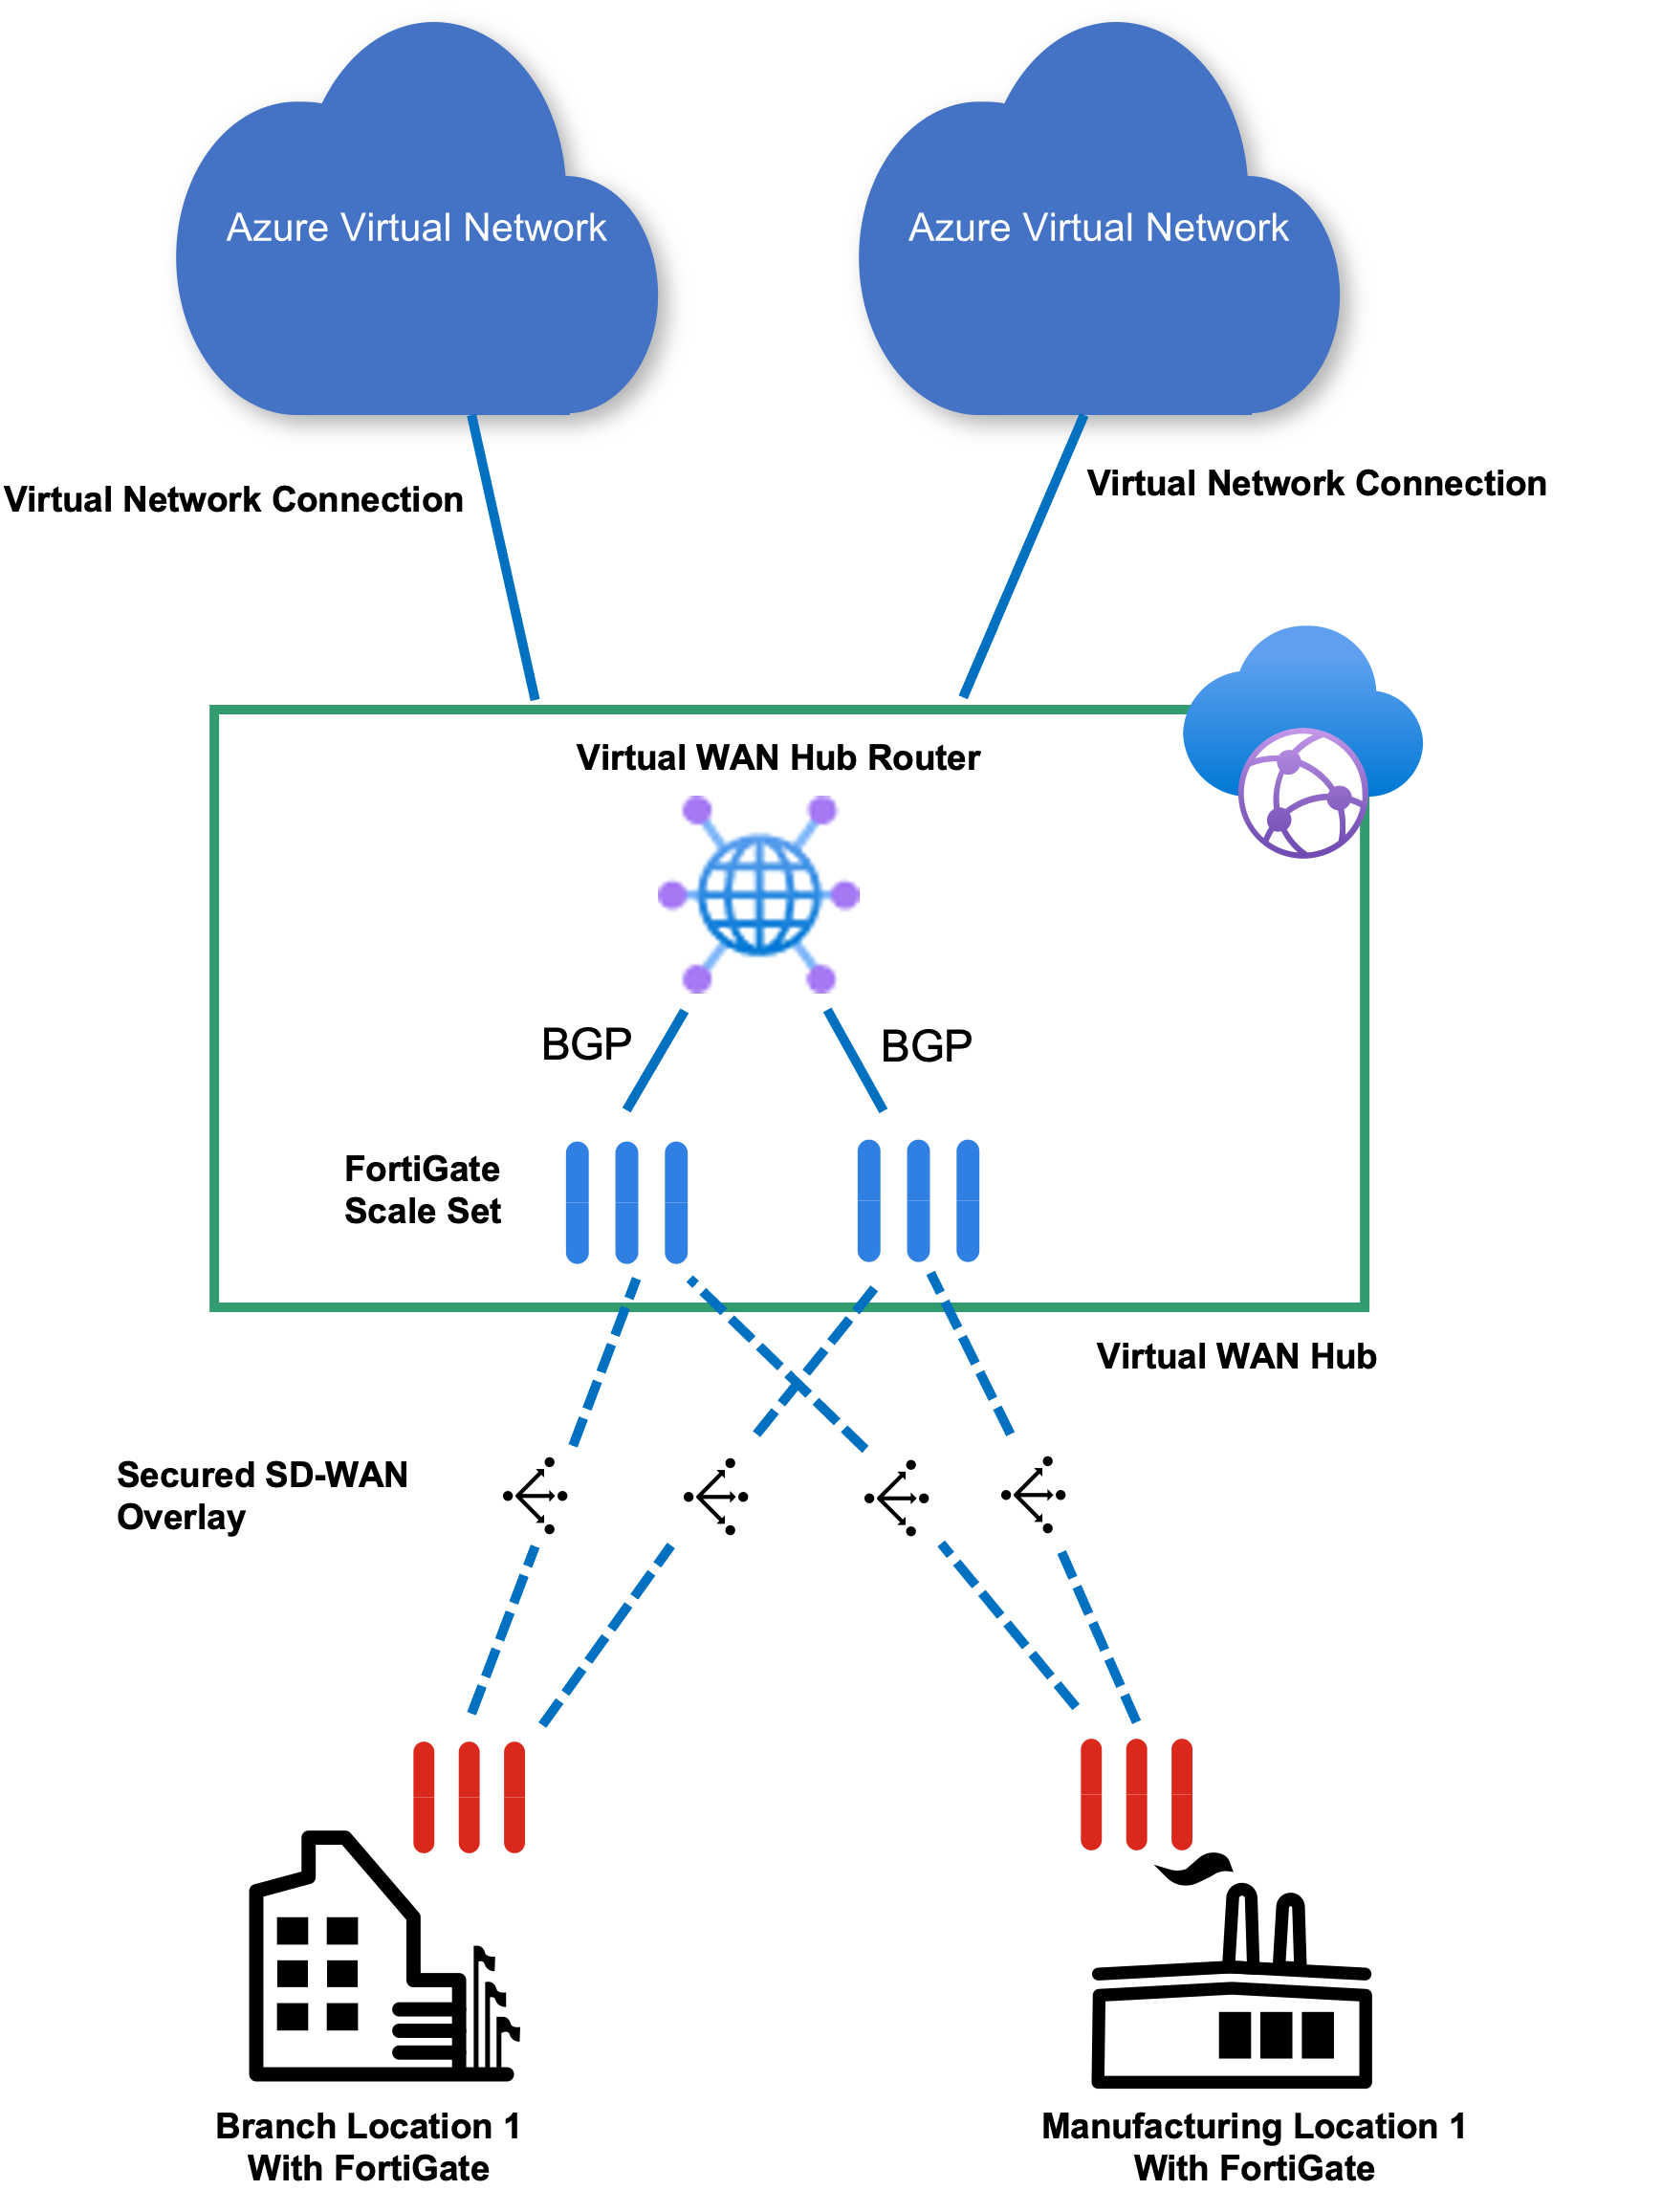 Azure Virtual Network
Azure Virtual Network
Virtual Network Connection
Virtual Network Connection
Virtual WAN Hub Router
BGP
BGP
FortiGate
Scale Set
Virtual WAN Hub
Secured SD-WAN
Overlay
Branch Location 1
With FortiGate
Manufacturing Location 1
With FortiGate